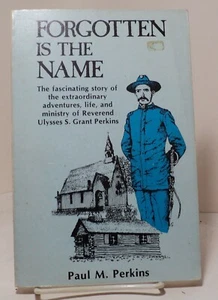 FORGOTTEN
IS THE
NAME
The fascinating story of
the extraordinary
adventures, life, and
ministry of Reverend
Ulysses S. Grant Perkins
Paul M. Perkins